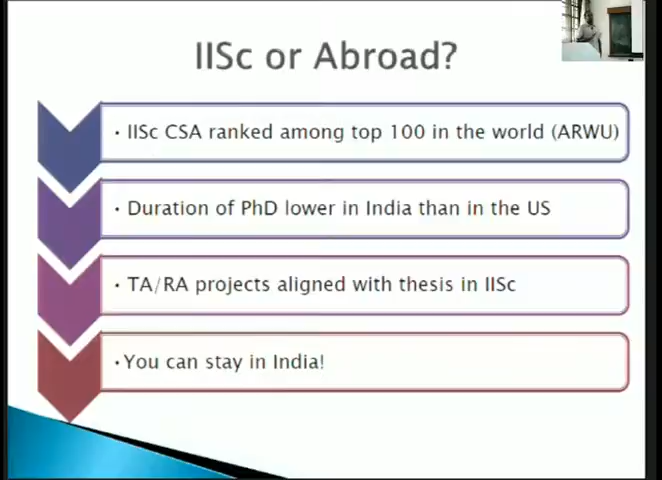 IISc or Abroad?
· IISc CSA ranked among top 100 in the world (ARWU)
· Duration of PhD lower in India than in the US
· TA/RA projects aligned with thesis in IISc
·You can stay in India!